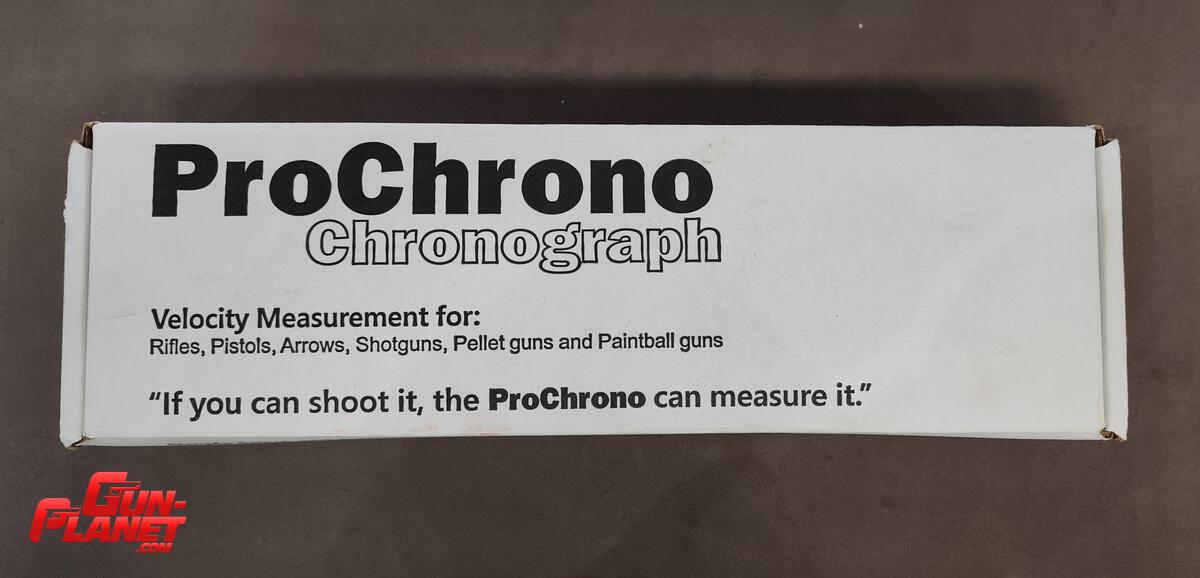 ProChrono
Chronograph
Velocity Measurement for:
Rifles, Pistols, Arrows, Shotguns, Pellet guns and Paintball guns
“If you can shoot it, the ProChrono can measure it.”
GUN-
PLANET
.COM